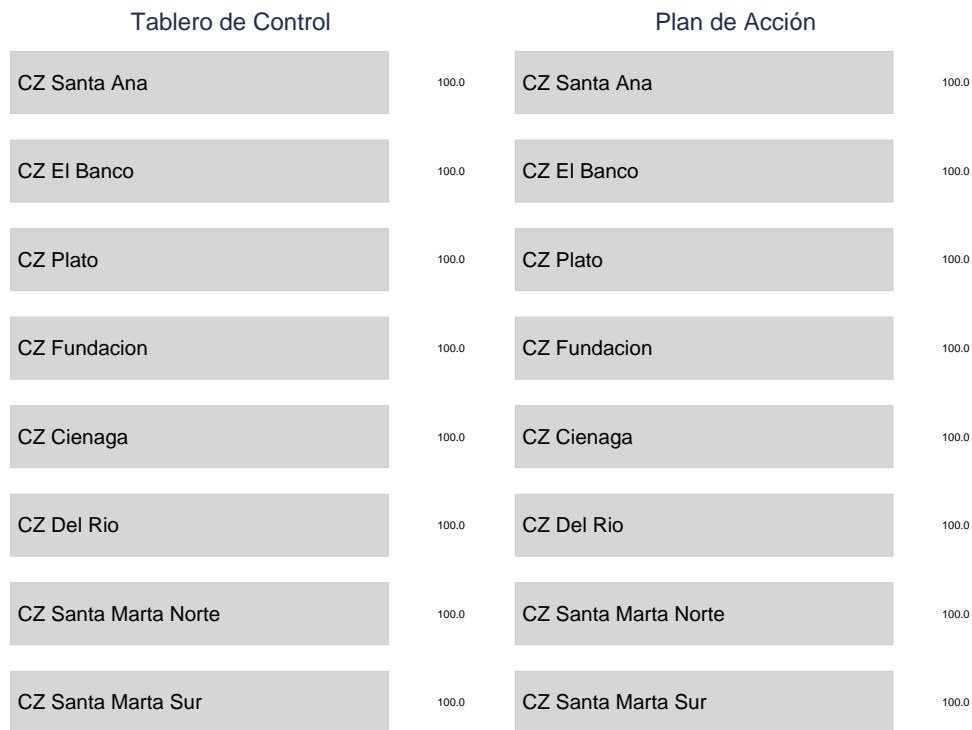 Tablero de Control
CZ Santa Ana 100.0
CZ El Banco 100.0
CZ Plato 100.0
CZ Fundacion 100.0
CZ Cienaga 100.0
CZ Del Rio 100.0
CZ Santa Marta Norte 100.0
CZ Santa Marta Sur 100.0
Plan de Acción
CZ Santa Ana 100.0
CZ El Banco 100.0
CZ Plato 100.0
CZ Fundacion 100.0
CZ Cienaga 100.0
CZ Del Rio 100.0
CZ Santa Marta Norte 100.0
CZ Santa Marta Sur 100.0